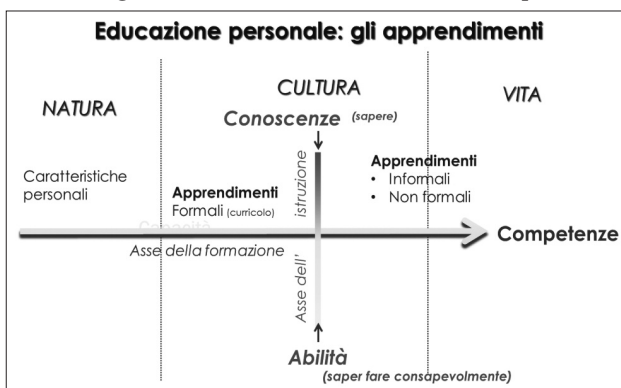 Educazione personale: gli apprendimenti
NATURA
CULTURA
VITA
Conoscenze (sapere)
Caratteristiche
personali
Apprendimenti
Formali (curricolo)
istruzione
Apprendimenti
• Informali
• Non formali
Capacità
Competenze
Asse della formazione
Asse dell'
Abilità
(saper fare consapevolmente)